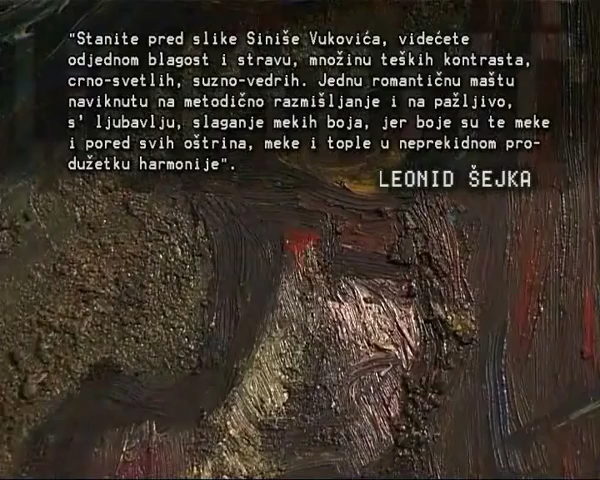 "Stanite pred slike Siniše Vukovića, videćete
odjednom blagost i stravu, množinu teških kontrasta,
crno-svetlih, suzno-vedrih. Jednu romantičnu maštu
naviknutu na metodično razmišljanje i na pažljivo,
s' ljubavlju, slaganje mekih boja, jer boje su te meke
i pored svih oštrina, meke i tople u neprekidnom pro-
dužetku harmonije".
LEONID ŠEJKA